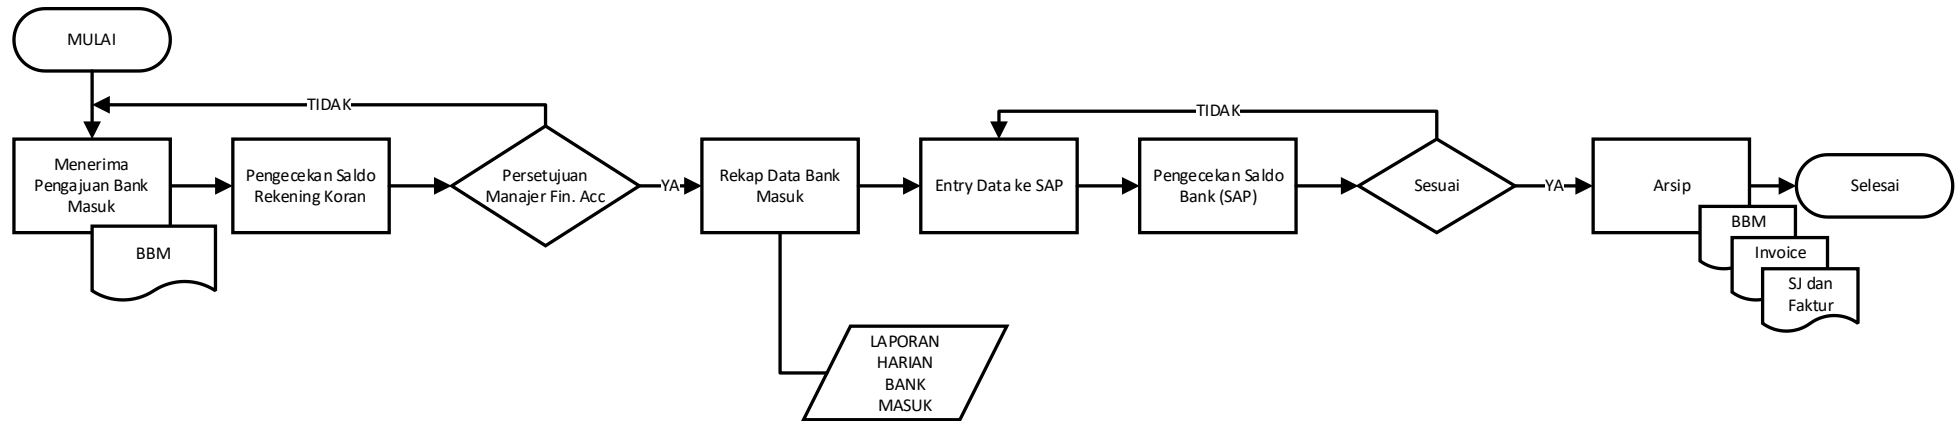 MULAI
TIDAK
Menerima
Pengajuan Bank
Masuk
BBM
Pengecekan Saldo
Rekening Koran
Persetujuan
Manajer Fin. Acc
YA
Rekap Data Bank
Masuk
LAPORAN
HARIAN
BANK
MASUK
TIDAK
Entry Data ke SAP
Pengecekan Saldo
Bank (SAP)
Sesuai
YA
Arsip
BBM
Invoice
SJ dan
Faktur
Selesai